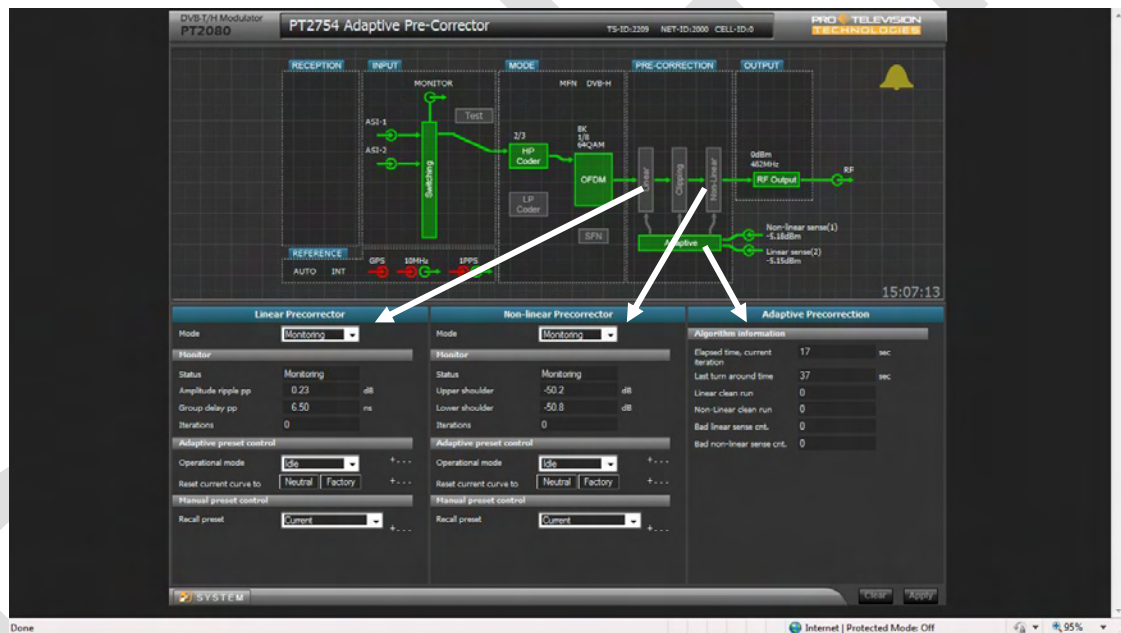 DVB-T/H Modulator
PT2080
PT2754 Adaptive Pre-Corrector
TS-ID:2209 NET-ID:2000 CELL-ID:0
PRO TELEVISION
TECHNOLOGIES
RECEPTION
INPUT
MODE
PRE-CORRECTION
OUTPUT
MONITOR
MFN DVB-H
ASI-1
Test
ASI-2
Switching
2/3
HP
Coder
8K
1/8
64QAM
OFDM
LP
Coder
SFN
Linear
Clipping
Non-Linear
Adaptive
0dBm
482MHz
RF Output
RF
Non-linear sense(1)
-5.18dBm
Linear sense(2)
-5.15dBm
REFERENCE
AUTO INT
GPS 10MHz 1PPS
15:07:13
Linear Precorrector
Mode Monitoring
Monitor
Status Monitoring
Amplitude ripple pp 0.23 dB
Group delay pp 6.50 ns
Iterations 0
Adaptive preset control
Operational mode Idle +...
Reset current curve to Neutral Factory +...
Manual preset control
Recall preset Current +...
Non-linear Precorrector
Mode Monitoring
Monitor
Status Monitoring
Upper shoulder -50.2 dB
Lower shoulder -50.8 dB
Iterations 0
Adaptive preset control
Operational mode Idle +...
Reset current curve to Neutral Factory +...
Manual preset control
Recall preset Current +...
Adaptive Precorrection
Algorithm information
Elapsed time, current 17 sec
iteration
Last turn around time 37 sec
Linear clean run 0
Non-Linear clean run 0
Bad linear sense cnt. 0
Bad non-linear sense cnt. 0
SYSTEM
Clear Apply
Done
Internet | Protected Mode: Off
95%